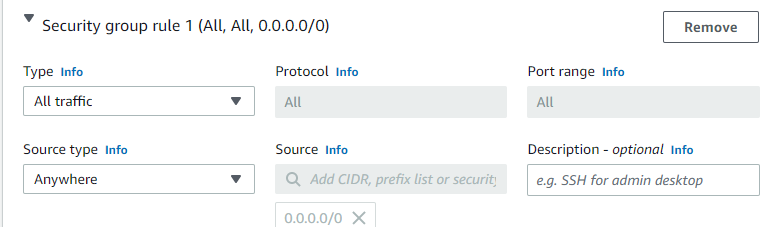 Security group rule 1 (All, All, 0.0.0.0/0) Remove
Type Info Protocol Info Port range Info
All traffic All All
Source type Info Source Info Description - optional Info
Anywhere Add CIDR, prefix list or security e.g. SSH for admin desktop
0.0.0.0/0